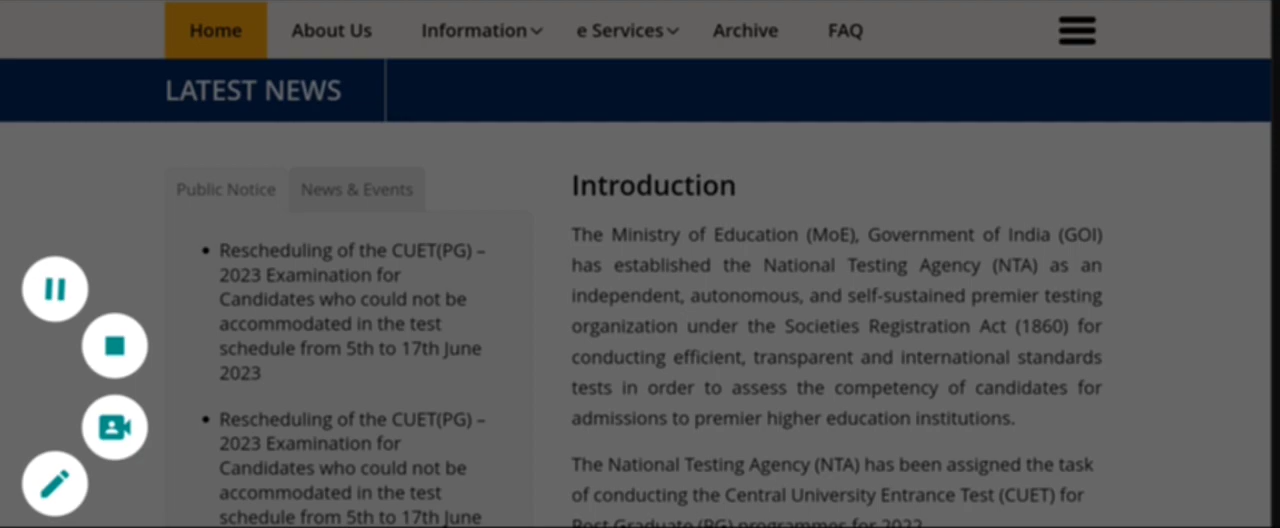 Home About Us Information e Services Archive FAQ
LATEST NEWS
Public Notice News & Events
Rescheduling of the CUET(PG) –
2023 Examination for
Candidates who could not be
accommodated in the test
schedule from 5th to 17th June
2023
Rescheduling of the CUET(PG) –
2023 Examination for
Candidates who could not be
accommodated in the test
schedule from 5th to 17th June
Introduction
The Ministry of Education (MoE), Government of India (GOI)
has established the National Testing Agency (NTA) as an
independent, autonomous, and self-sustained premier testing
organization under the Societies Registration Act (1860) for
conducting efficient, transparent and international standards
tests in order to assess the competency of candidates for
admissions to premier higher education institutions.
The National Testing Agency (NTA) has been assigned the task
of conducting the Central University Entrance Test (CUET) for
Post Graduate (PG) programmes for 2022